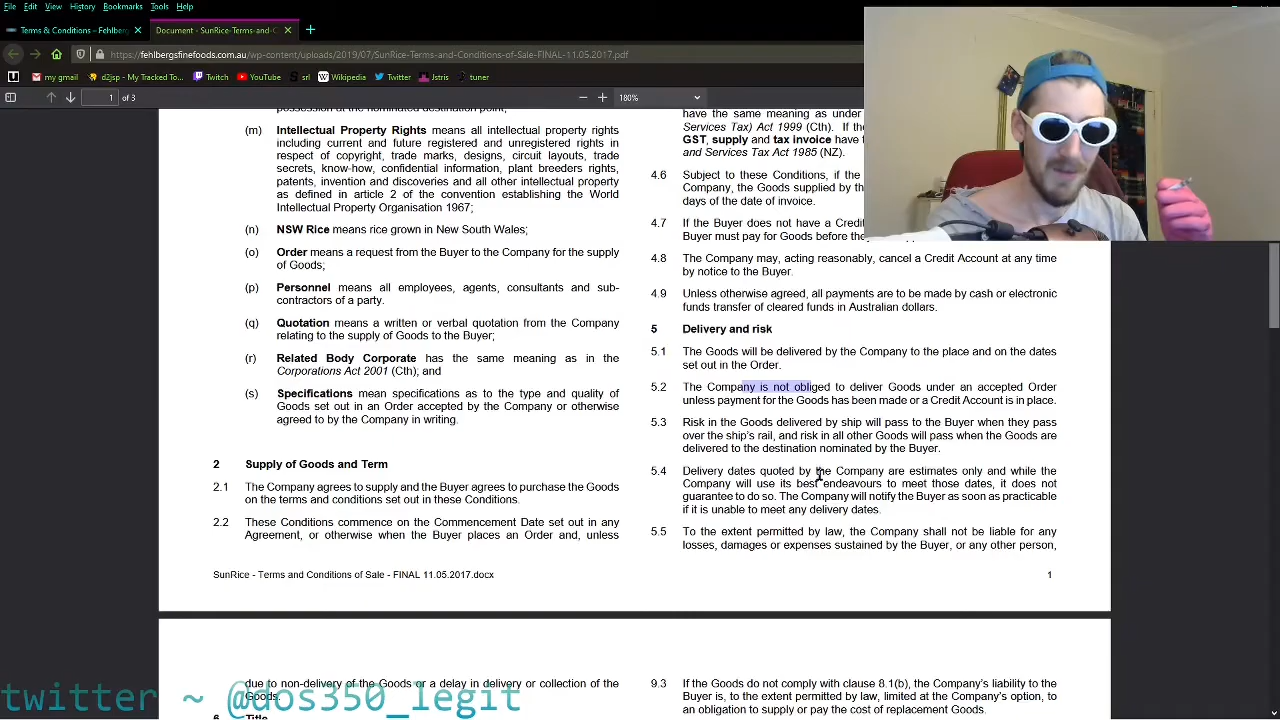 File Edit View History Bookmarks Tools Help
Terms & Conditions – Fehlberg
Document - SunRice-Terms-and-C
https://fehlbergsfinefoods.com.au/wp-content/uploads/2019/07/SunRice-Terms-and-Conditions-of-Sale-FINAL-11.05.2017.pdf
my gmail d2jsp - My Tracked To... Twitch YouTube srl Wikipedia Twitter Jstris tuner
1 of 3
180%
possession at the nominated destination point;
(m) Intellectual Property Rights means all intellectual property rights
including current and future registered and unregistered rights in
respect of copyright, trade marks, designs, circuit layouts, trade
secrets, know-how, confidential information, plant breeders rights,
patents, invention and discoveries and all other intellectual property
as defined in article 2 of the convention establishing the World
Intellectual Property Organisation 1967;
(n) NSW Rice means rice grown in New South Wales;
(o) Order means a request from the Buyer to the Company for the supply
of Goods;
(p) Personnel means all employees, agents, consultants and sub-
contractors of a party.
(q) Quotation means a written or verbal quotation from the Company
relating to the supply of Goods to the Buyer;
(r) Related Body Corporate has the same meaning as in the
Corporations Act 2001 (Cth); and
(s) Specifications mean specifications as to the type and quality of
Goods set out in an Order accepted by the Company or otherwise
agreed to by the Company in writing.
2 Supply of Goods and Term
2.1 The Company agrees to supply and the Buyer agrees to purchase the Goods
on the terms and conditions set out in these Conditions.
2.2 These Conditions commence on the Commencement Date set out in any
Agreement, or otherwise when the Buyer places an Order and, unless
have the same meaning as under
Services Tax) Act 1999 (Cth). If the
GST, supply and tax invoice have
and Services Tax Act 1985 (NZ).
4.6 Subject to these Conditions, if the
Company, the Goods supplied by th
days of the date of invoice.
4.7 If the Buyer does not have a Credit
Buyer must pay for Goods before the
4.8 The Company may, acting reasonably, cancel a Credit Account at any time
by notice to the Buyer.
4.9 Unless otherwise agreed, all payments are to be made by cash or electronic
funds transfer of cleared funds in Australian dollars.
5 Delivery and risk
5.1 The Goods will be delivered by the Company to the place and on the dates
set out in the Order.
5.2 The Company is not obliged to deliver Goods under an accepted Order
unless payment for the Goods has been made or a Credit Account is in place.
5.3 Risk in the Goods delivered by ship will pass to the Buyer when they pass
over the ship's rail, and risk in all other Goods will pass when the Goods are
delivered to the destination nominated by the Buyer.
5.4 Delivery dates quoted by the Company are estimates only and while the
Company will use its best endeavours to meet those dates, it does not
guarantee to do so. The Company will notify the Buyer as soon as practicable
if it is unable to meet any delivery dates.
5.5 To the extent permitted by law, the Company shall not be liable for any
losses, damages or expenses sustained by the Buyer, or any other person,
SunRice - Terms and Conditions of Sale - FINAL 11.05.2017.docx 1
due to non-delivery of the Goods or a delay in delivery or collection of the
Goods.
6 Title
9.3 If the Goods do not comply with clause 8.1(b), the Company's liability to the
Buyer is, to the extent permitted by law, limited at the Company's option, to
an obligation to supply or pay the cost of replacement Goods.
twitter ~ @dos350_legit